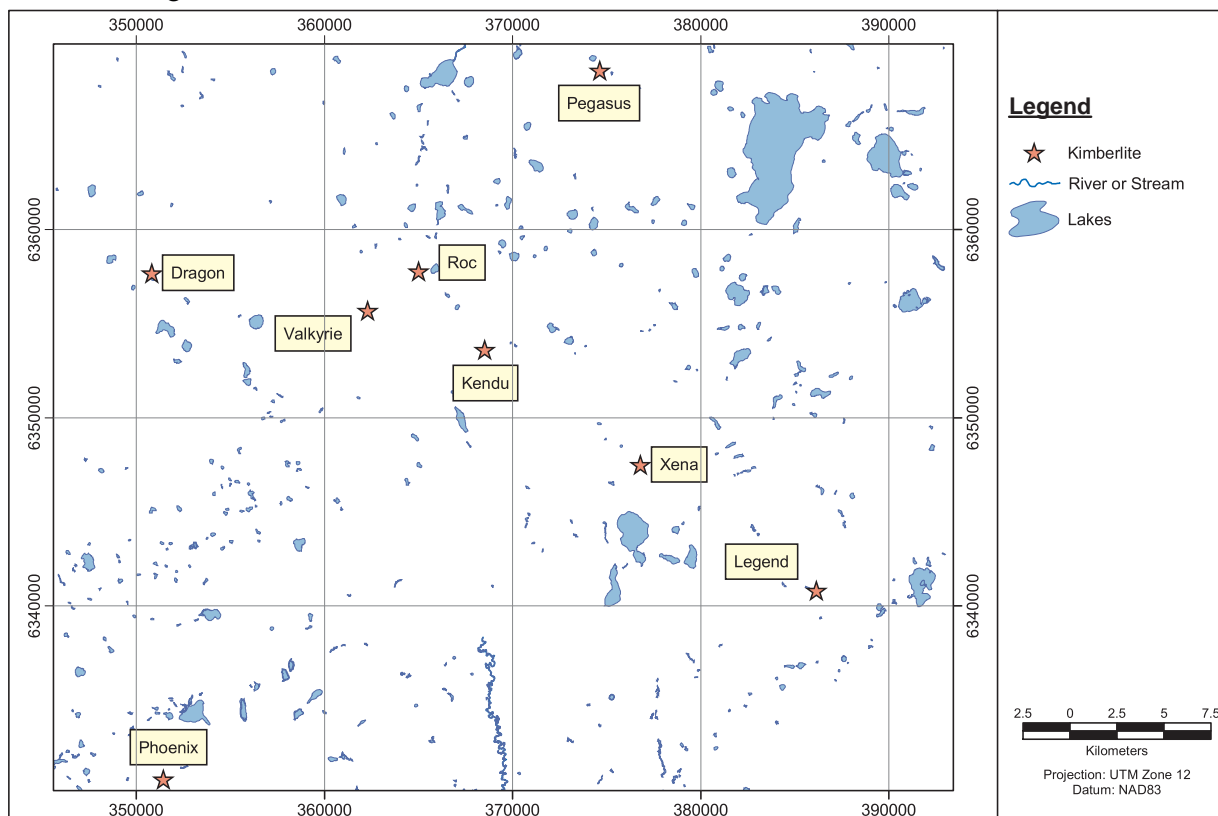 350000
360000
370000
380000
390000
Pegasus
Legend
Kimberlite
River or Stream
Lakes
6360000
6360000
Dragon
Roc
Valkyrie
Kendu
6350000
6350000
Xena
Legend
6340000
6340000
Phoenix
2.5 0 2.5 5 7.5
Kilometers
Projection: UTM Zone 12
Datum: NAD83
350000
360000
370000
380000
390000